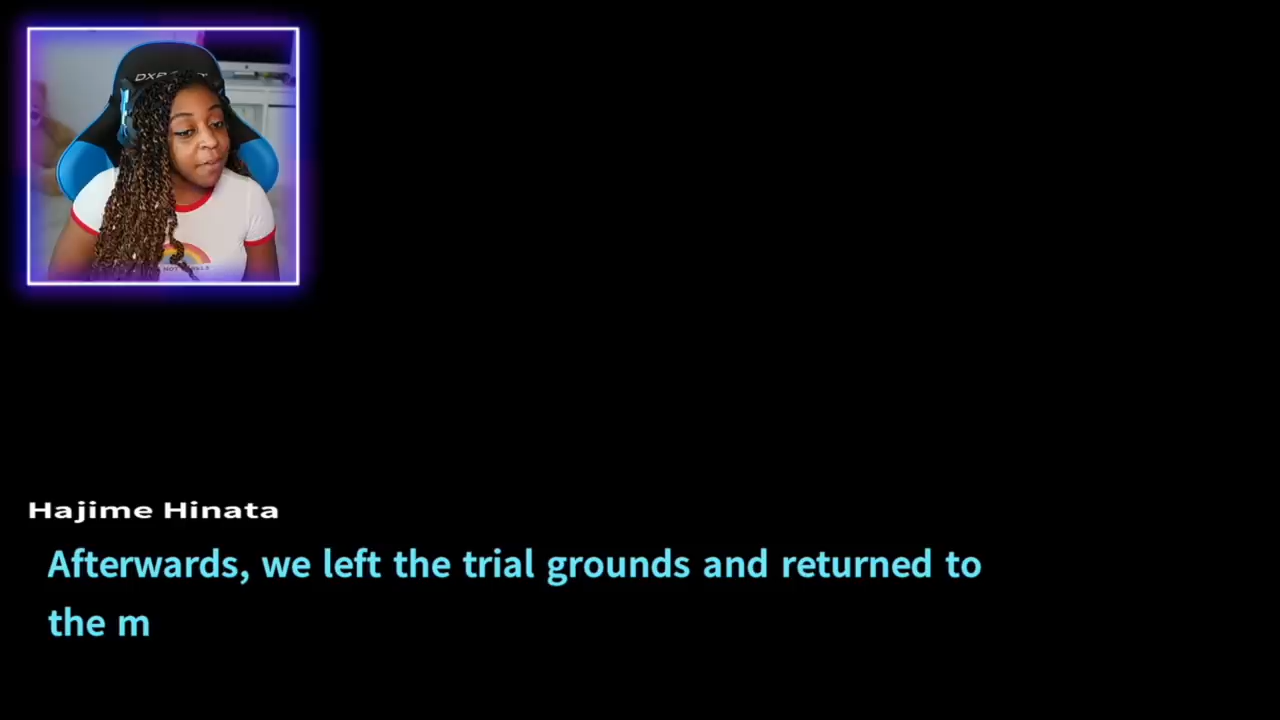 Hajime Hinata
Afterwards, we left the trial grounds and returned to
the m